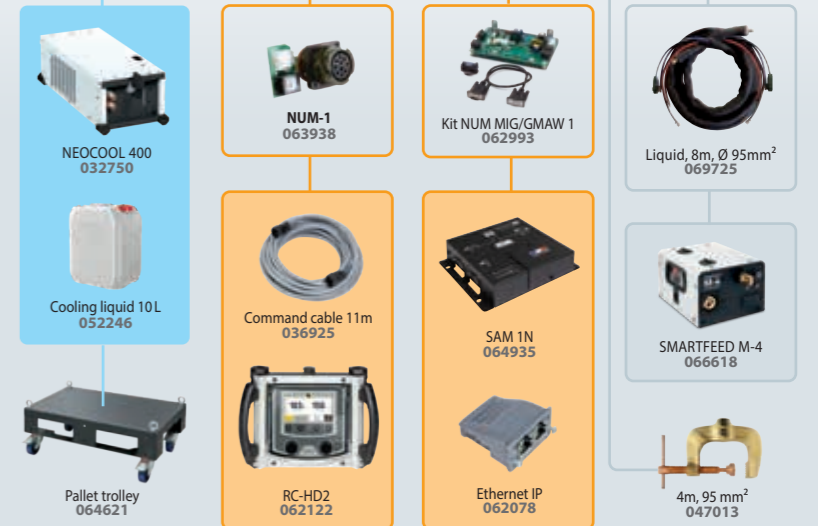 NEOCOOL 400
032750
Cooling liquid 10 L
052246
Pallet trolley
064621
NUM-1
063938
Command cable 11m
036925
RC-HD2
062122
Kit NUM MIG/GMAW 1
062993
SAM 1N
064935
Ethernet IP
062078
Liquid, 8m, Ø 95mm²
069725
SMARTFEED M-4
066618
4m, 95 mm²
047013